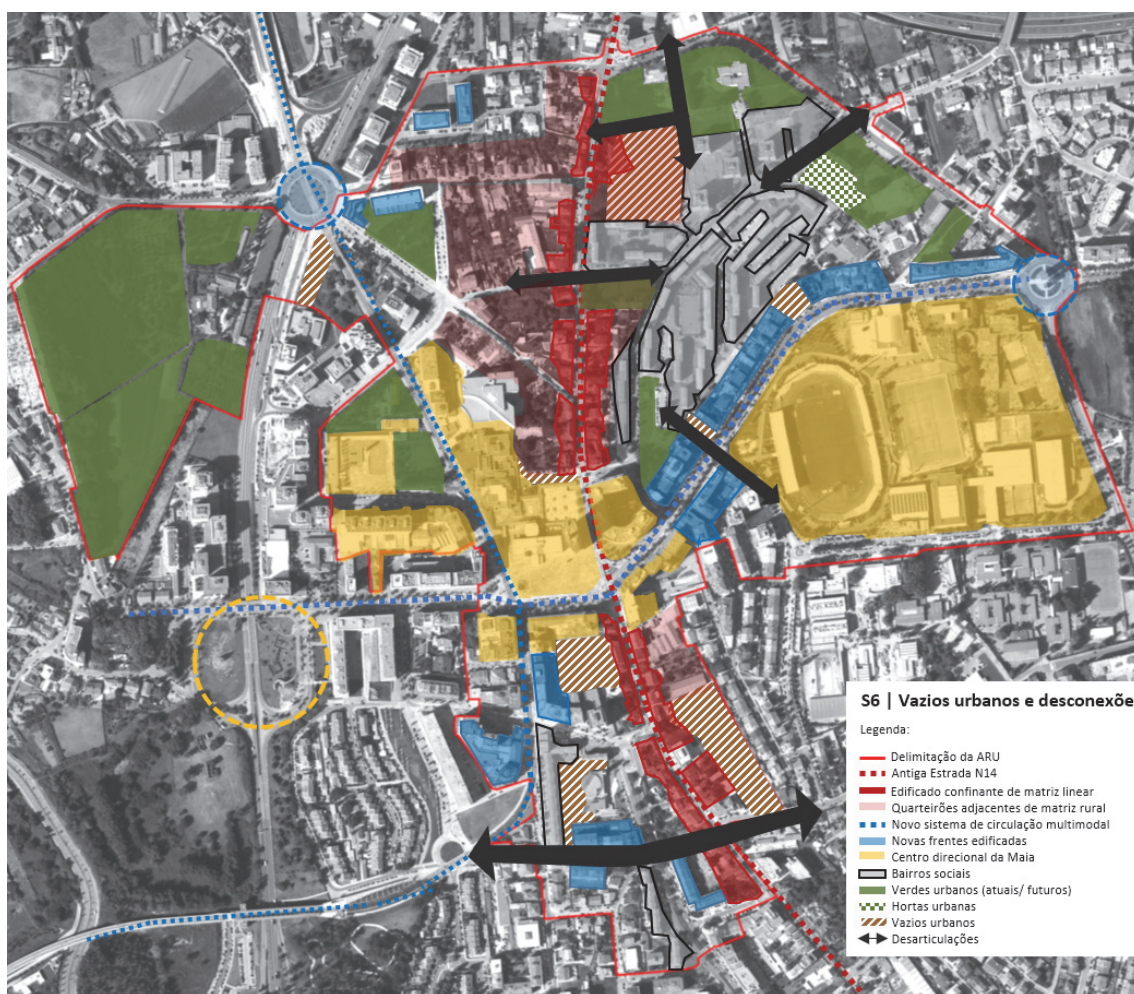 S6 | Vazios urbanos e desconexõe
Legenda:
Delimitação da ARU
Antiga Estrada N14
Edificado confinante de matriz linear
Quarteirões adjacentes de matriz rural
Novo sistema de circulação multimodal
Novas frentes edificadas
Centro direcional da Maia
Bairros sociais
Verdes urbanos (atuais/ futuros)
Hortas urbanas
Vazios urbanos
Desarticulações